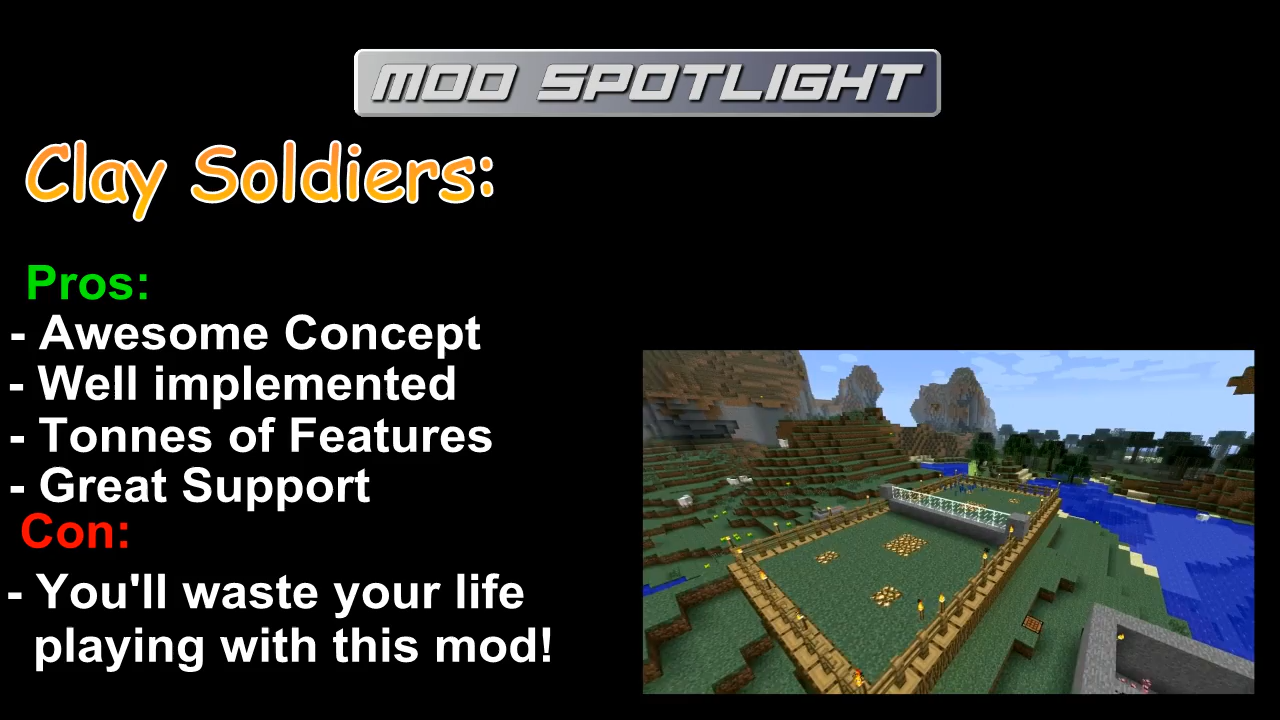 MOD SPOTLIGHT
Clay Soldiers:
Pros:
- Awesome Concept
- Well implemented
- Tonnes of Features
- Great Support
Con:
- You'll waste your life
playing with this mod!